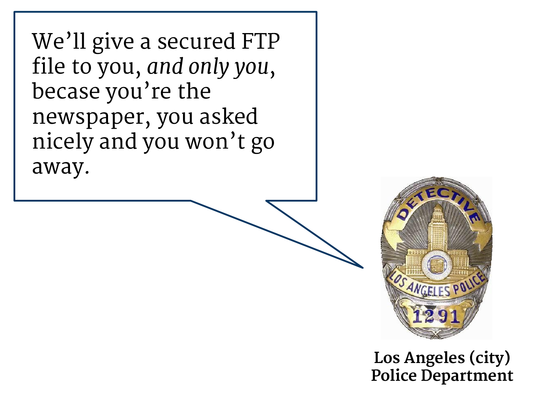 We’ll give a secured FTP
file to you, and only you,
becase you’re the
newspaper, you asked
nicely and you won’t go
away.
DETECTIVE
LOS ANGELES POLICE
1291
Los Angeles (city)
Police Department